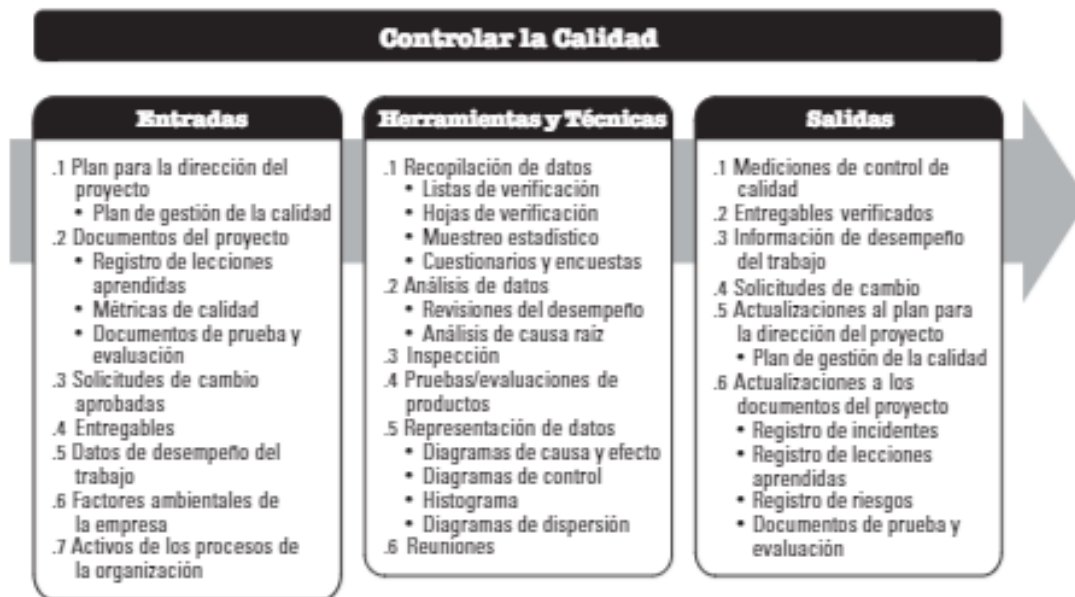 Controlar la Calidad
Entradas
.1 Plan para la dirección del
proyecto
• Plan de gestión de la calidad
.2 Documentos del proyecto
• Registro de lecciones
aprendidas
• Métricas de calidad
• Documentos de prueba y
evaluación
.3 Solicitudes de cambio
aprobadas
.4 Entregables
.5 Datos de desempeño del
trabajo
.6 Factores ambientales de
la empresa
.7 Activos de los procesos de
la organización
Herramientas y Técnicas
.1 Recopilación de datos
• Listas de verificación
• Hojas de verificación
• Muestreo estadístico
• Cuestionarios y encuestas
.2 Análisis de datos
• Revisiones del desempeño
• Análisis de causa raíz
.3 Inspección
.4 Pruebas/evaluaciones de
productos
.5 Representación de datos
• Diagramas de causa y efecto
• Diagramas de control
• Histograma
• Diagramas de dispersión
.6 Reuniones
Salidas
.1 Mediciones de control de
calidad
.2 Entregables verificados
.3 Información de desempeño
del trabajo
.4 Solicitudes de cambio
.5 Actualizaciones al plan para
la dirección del proyecto
• Plan de gestión de la calidad
.6 Actualizaciones a los
documentos del proyecto
• Registro de incidentes
• Registro de lecciones
aprendidas
• Registro de riesgos
• Documentos de prueba y
evaluación